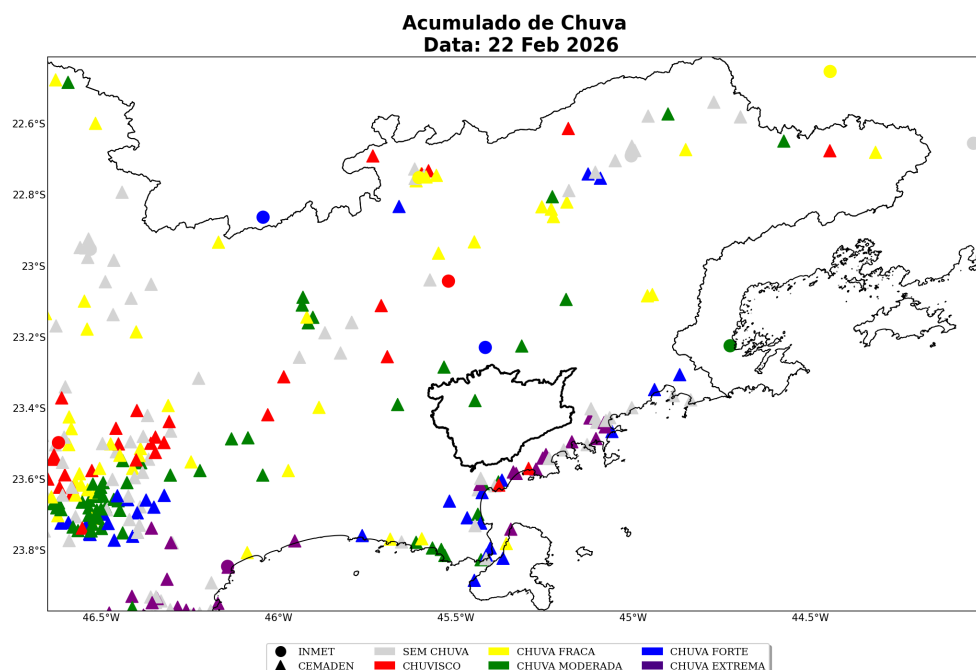 Acumulado de Chuva
Data: 22 Feb 2026
22.6°S
22.8°S
23°S
23.2°S
23.4°S
23.6°S
23.8°S
46.5°W
46°W
45.5°W
45°W
44.5°W
INMET
SEM CHUVA
CHUVA FRACA
CHUVA FORTE
CEMADEN
CHUVISCO
CHUVA MODERADA
CHUVA EXTREMA